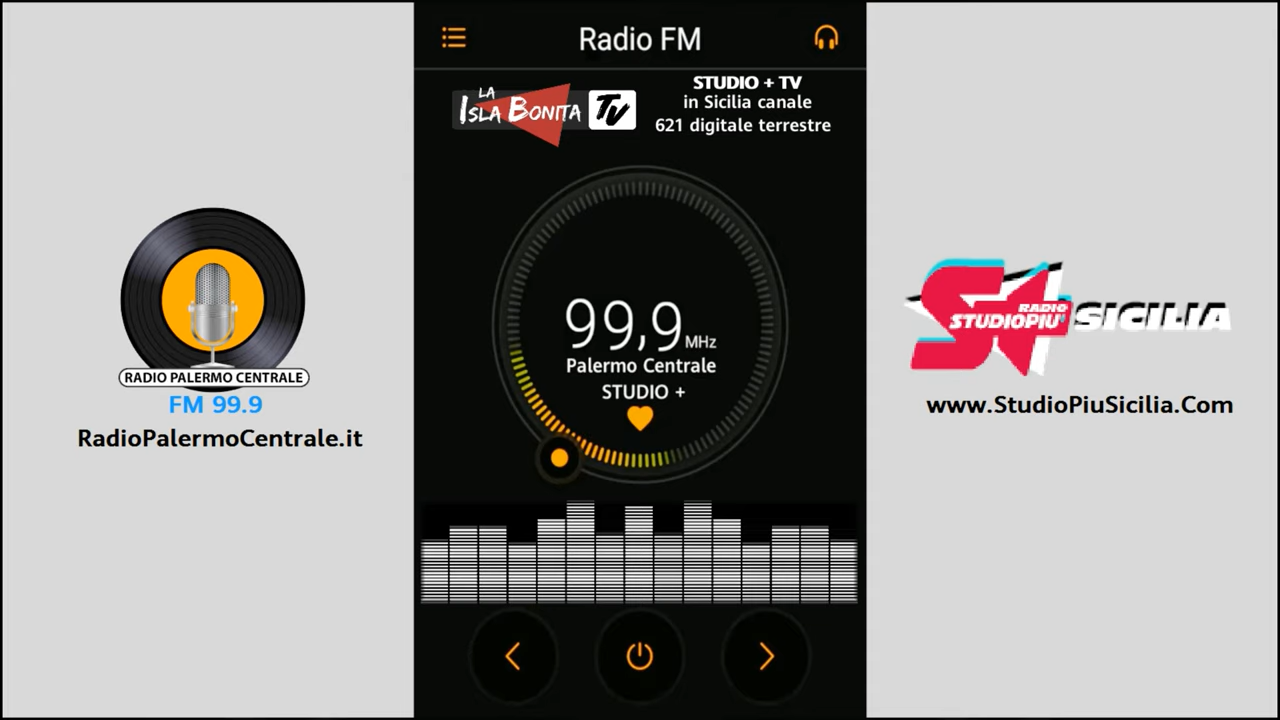 Radio FM
LA
ISLA BONITA TV
STUDIO + TV
in Sicilia canale
621 digitale terrestre
99,9 MHz
Palermo Centrale
STUDIO +
RADIO PALERMO CENTRALE
FM 99.9
RadioPalermoCentrale.it
RADIO
STUDIOPIU' SICILIA
www.StudioPiuSicilia.Com